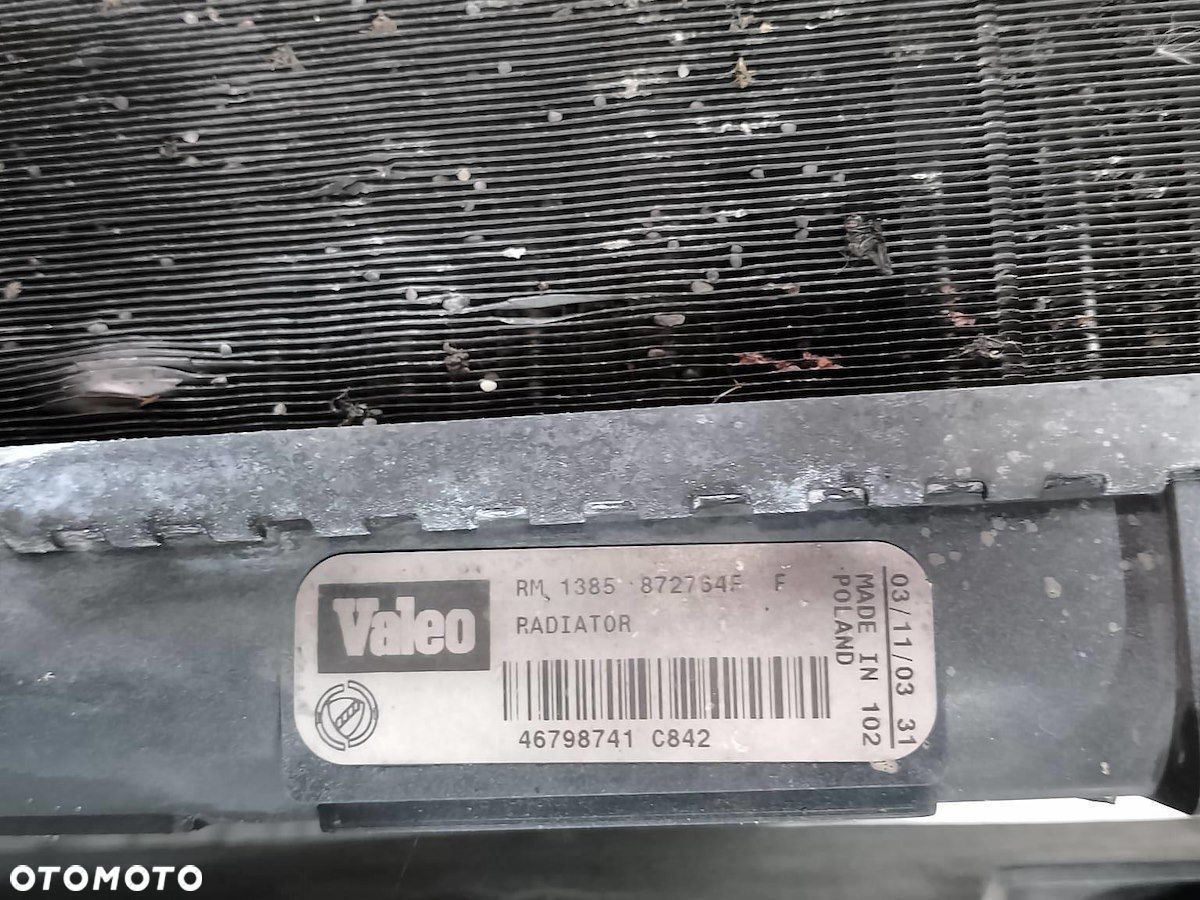 Valeo
RM 1385 872764F F
RADIATOR
46798741 C842
03/11/03 31
MADE IN 102
POLAND
OTOMOTO